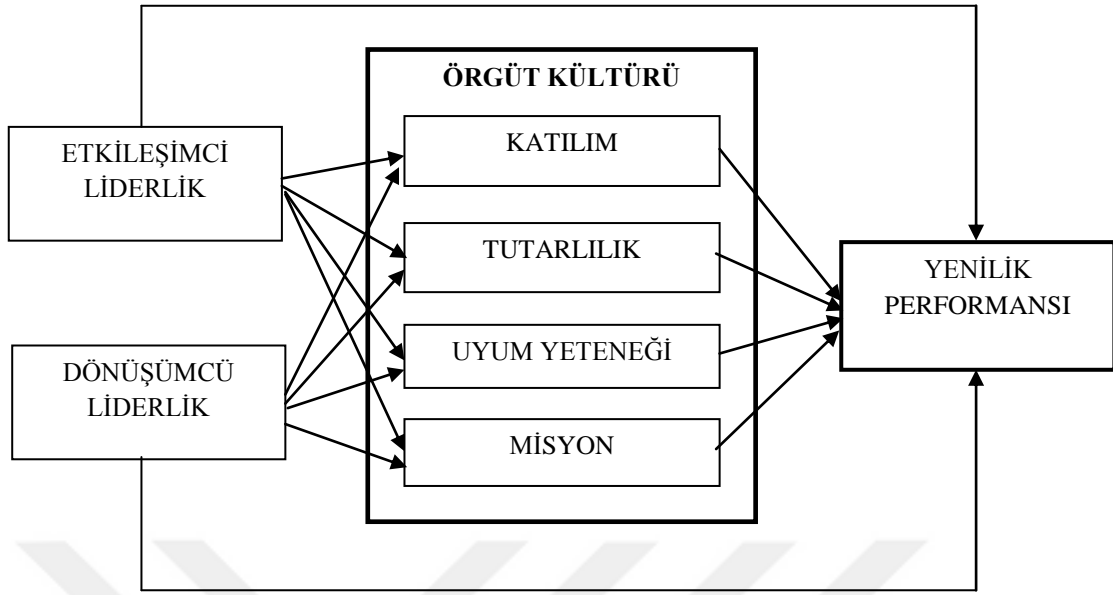 ÖRGÜT KÜLTÜRÜ
ETKİLEŞİMCİ
LİDERLİK
DÖNÜŞÜMCÜ
LİDERLİK
KATILIM
TUTARLILIK
UYUM YETENEĞİ
MİSYON
YENİLİK
PERFORMANSI